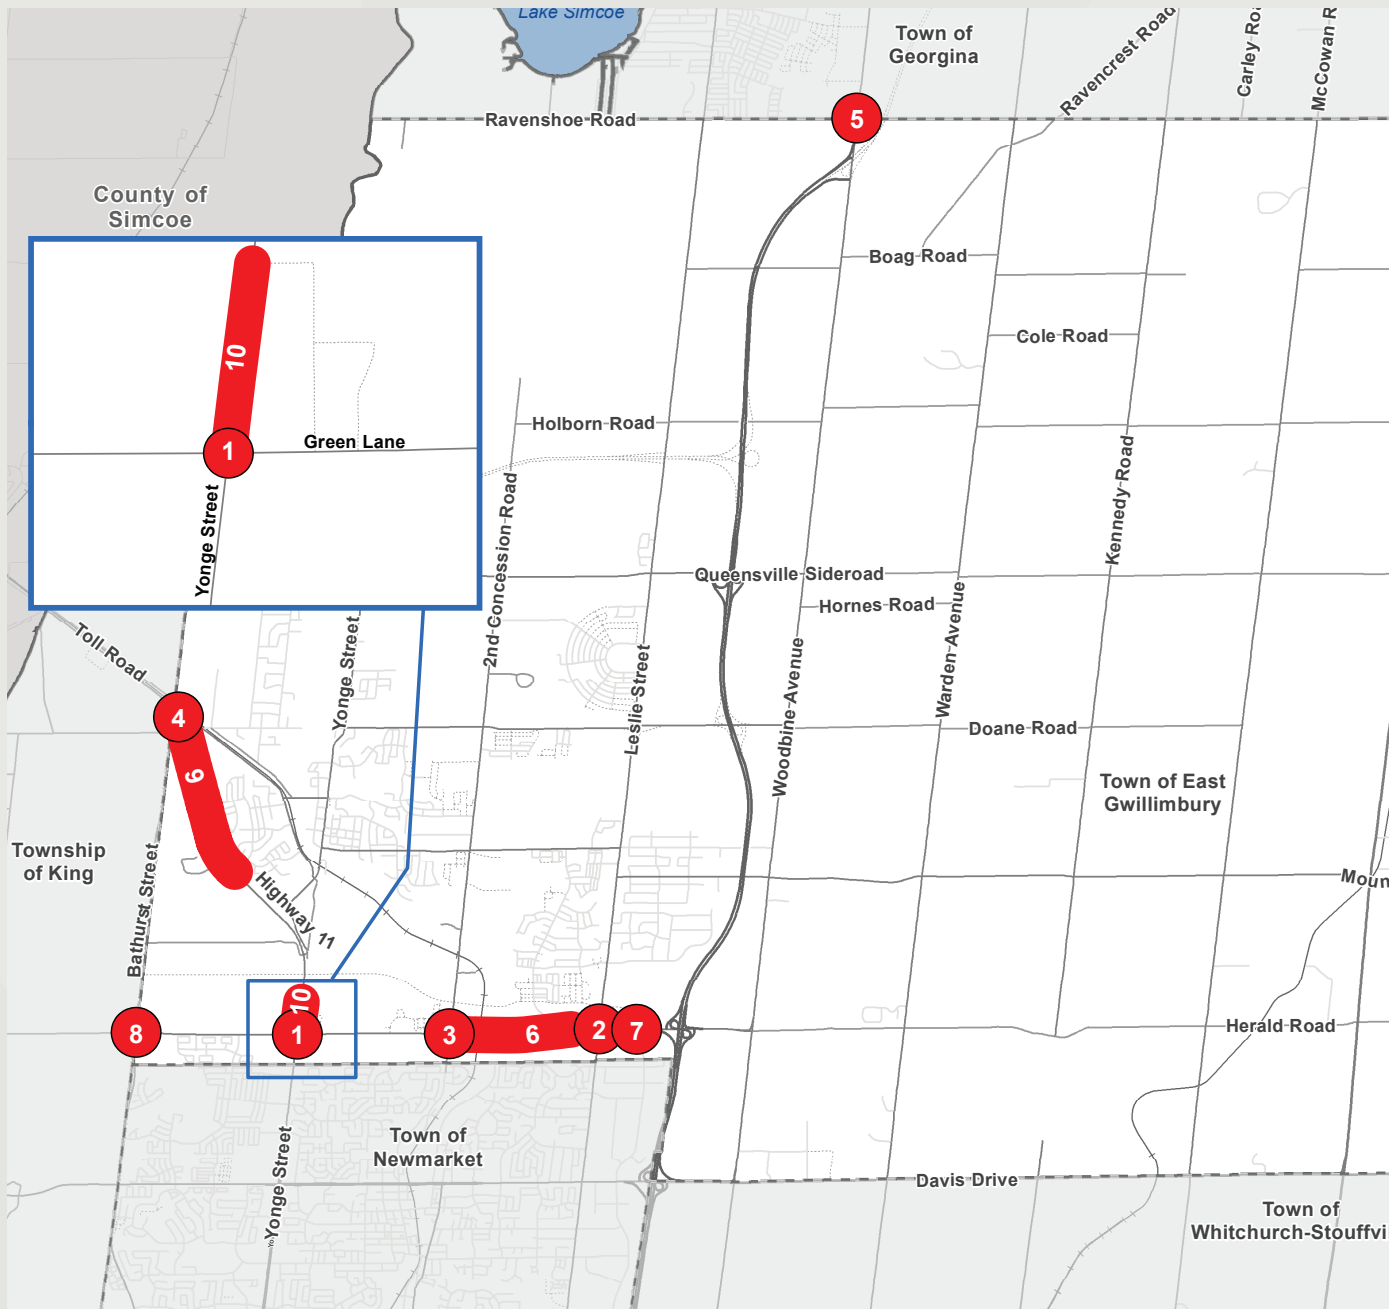 Lake Simcoe
Town of
Georgina
Ravencrest Road
McCowan R
Ravenshoe Road
5
County of
Simcoe
Boag Road
Cole Road
10
1
Green Lane
Yonge Street
Holborn Road
2nd Concession Road
Kennedy Road
Queensville Sideroad
Hornes Road
Toll Road
Yonge Street
Leslie Street
Woodbine Avenue
Warden Avenue
4
Doane Road
Town of East
Gwillimbury
Township
of King
Bathurst Street
Highway 11
Moun
8
10
1
3
6
2
7
Herald Road
Town of
Newmarket
Yonge Street
Davis Drive
Town of
Whitchurch-Stouffvi